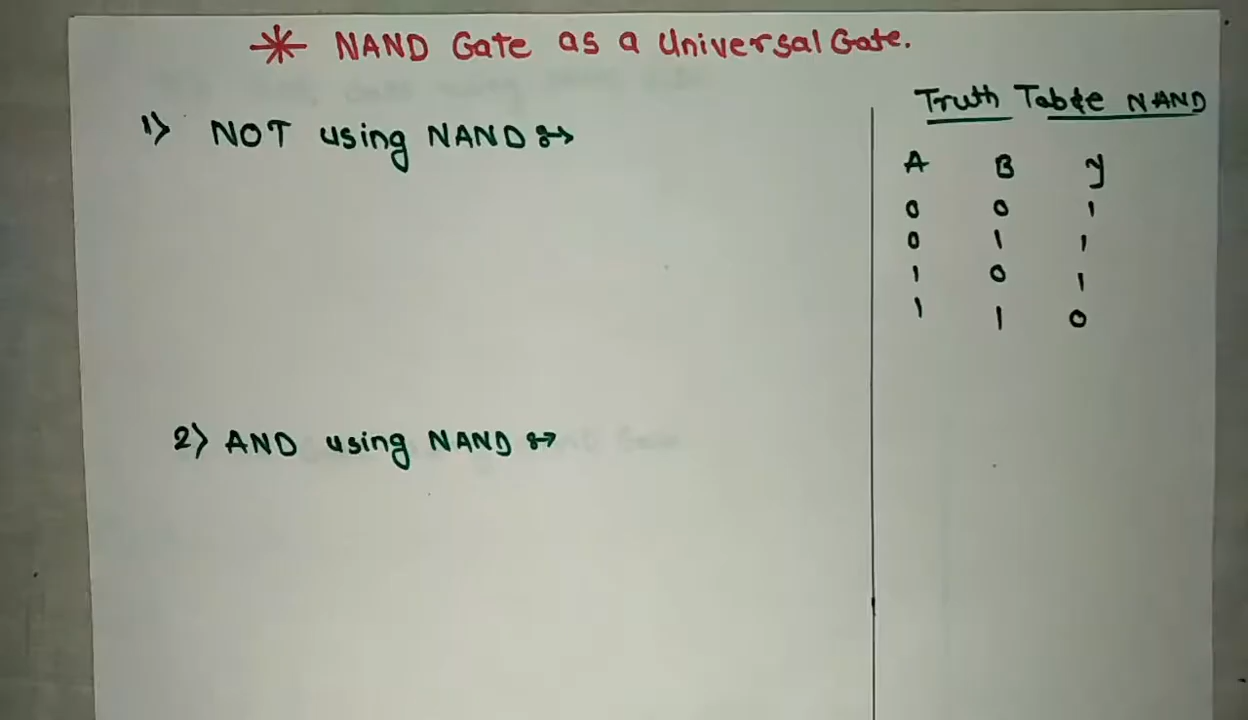 * NAND Gate as a Universal Gate.
1) NOT using NAND :→
2) AND using NAND :→
Truth Table NAND
A B Y
0 0 1
0 1 1
1 0 1
1 1 0